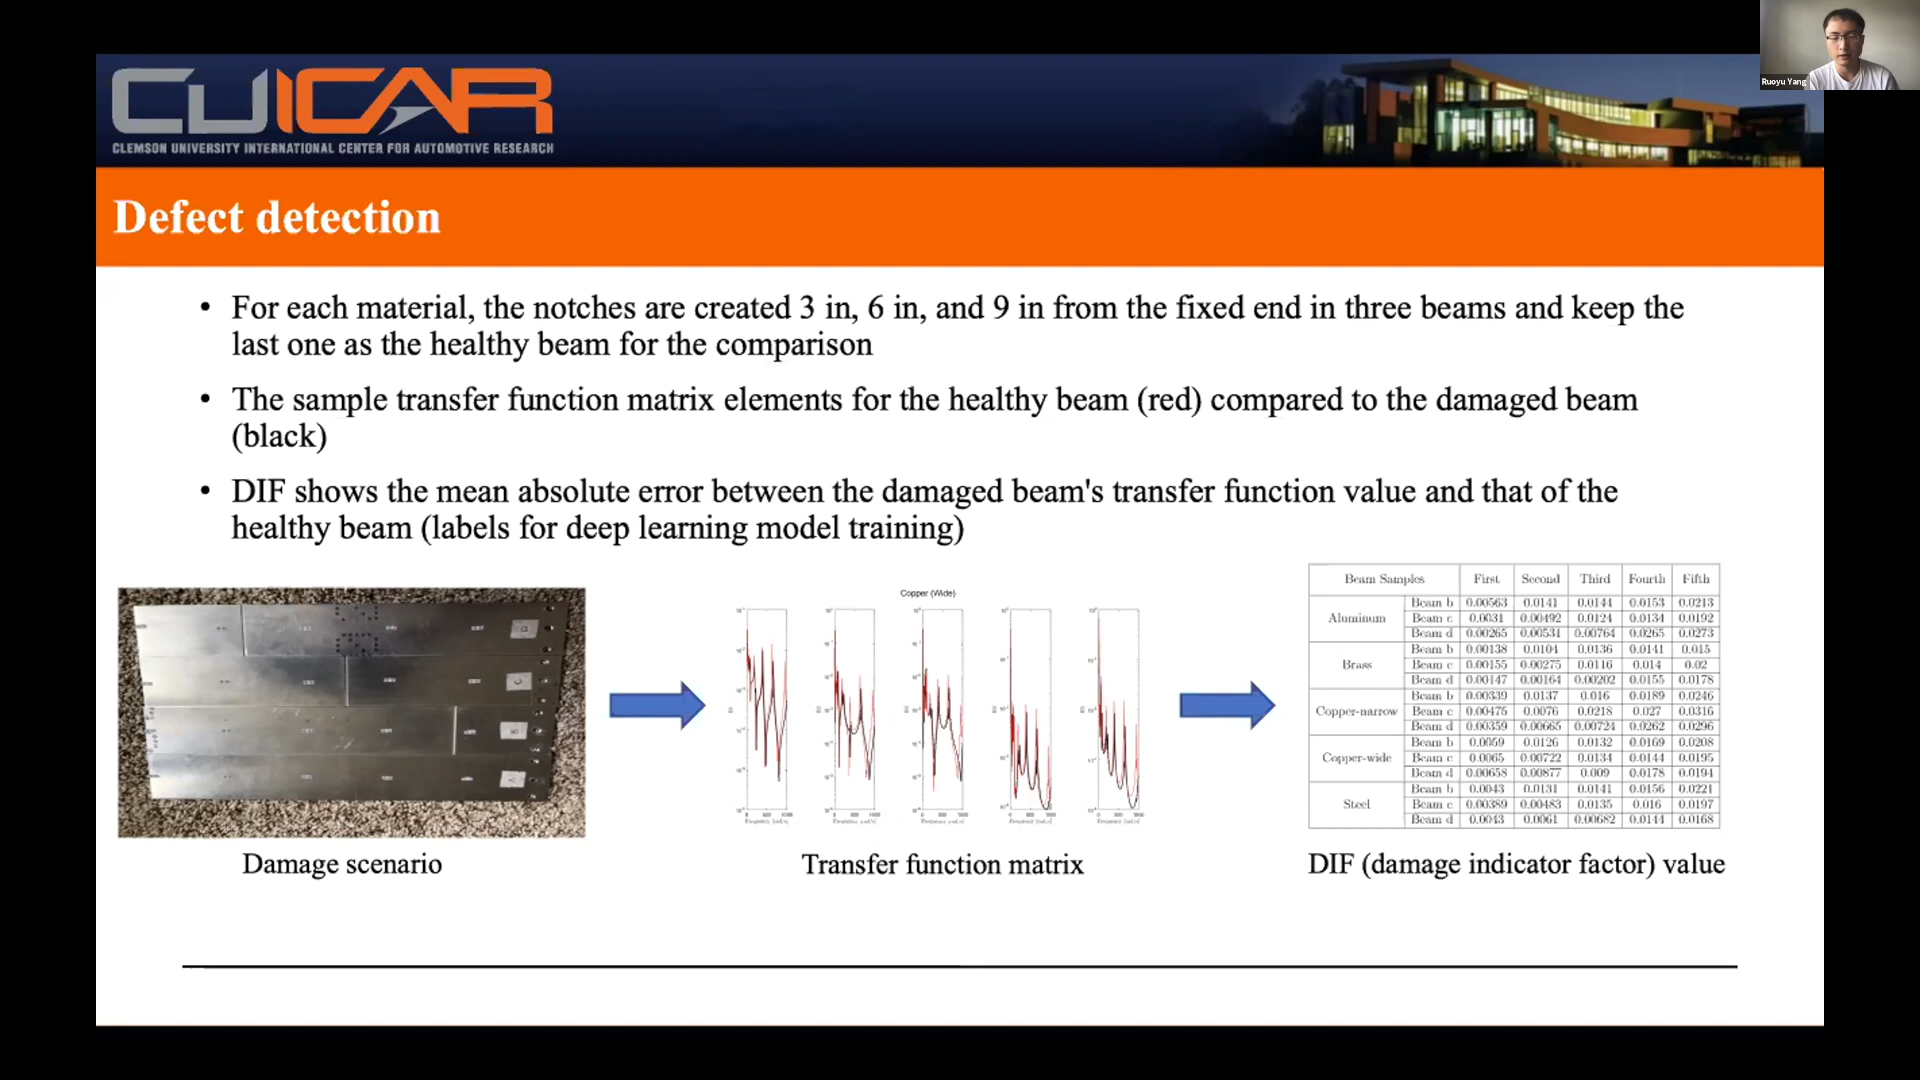 CUICAR
CLEMSON UNIVERSITY INTERNATIONAL CENTER FOR AUTOMOTIVE RESEARCH
Ruoyu Yang
Defect detection
• For each material, the notches are created 3 in, 6 in, and 9 in from the fixed end in three beams and keep the
last one as the healthy beam for the comparison
• The sample transfer function matrix elements for the healthy beam (red) compared to the damaged beam
(black)
• DIF shows the mean absolute error between the damaged beam's transfer function value and that of the
healthy beam (labels for deep learning model training)
Copper (Wide)
Beam Samples First Second Third Fourth Fifth
Aluminum
Beam b 0.00563 0.0141 0.0144 0.0153 0.0213
Beam c 0.0031 0.00492 0.0124 0.0134 0.0192
Beam d 0.00265 0.00531 0.00764 0.0265 0.0273
Brass
Beam b 0.00138 0.0104 0.0136 0.0141 0.015
Beam c 0.00155 0.00275 0.0116 0.014 0.02
Beam d 0.00147 0.00164 0.00202 0.0155 0.0178
Copper-narrow
Beam b 0.00339 0.0137 0.016 0.0189 0.0246
Beam c 0.00475 0.0076 0.0218 0.027 0.0316
Beam d 0.00359 0.00665 0.00724 0.0262 0.0296
Copper-wide
Beam b 0.0059 0.0126 0.0132 0.0169 0.0208
Beam c 0.0065 0.00722 0.0134 0.0144 0.0195
Beam d 0.00658 0.00877 0.009 0.0178 0.0194
Steel
Beam b 0.0043 0.0131 0.0141 0.0156 0.0221
Beam c 0.00389 0.00483 0.0135 0.016 0.0197
Beam d 0.0043 0.0061 0.00682 0.0144 0.0168
Damage scenario
Transfer function matrix
DIF (damage indicator factor) value